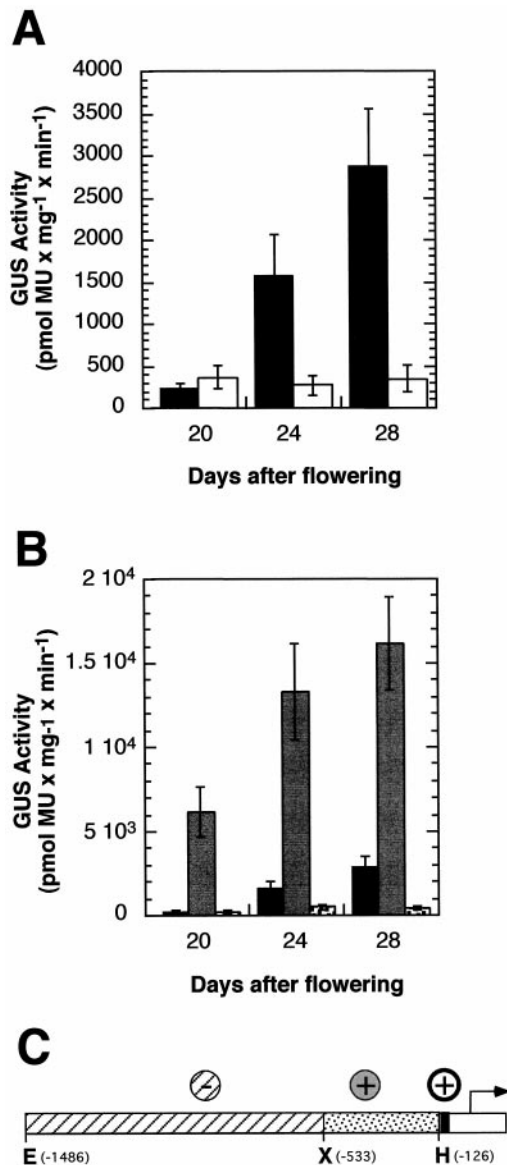 A
GUS Activity
(pmol MU x mg-1 x min-1)
4000
3500
3000
2500
2000
1500
1000
500
0
20 24 28
Days after flowering
B
GUS Activity
(pmol MU x mg-1 x min-1)
2 10⁴
1.5 10⁴
1 10⁴
5 10³
0
20 24 28
Days after flowering
C
- + +
E (-1486) X (-533) H (-126)